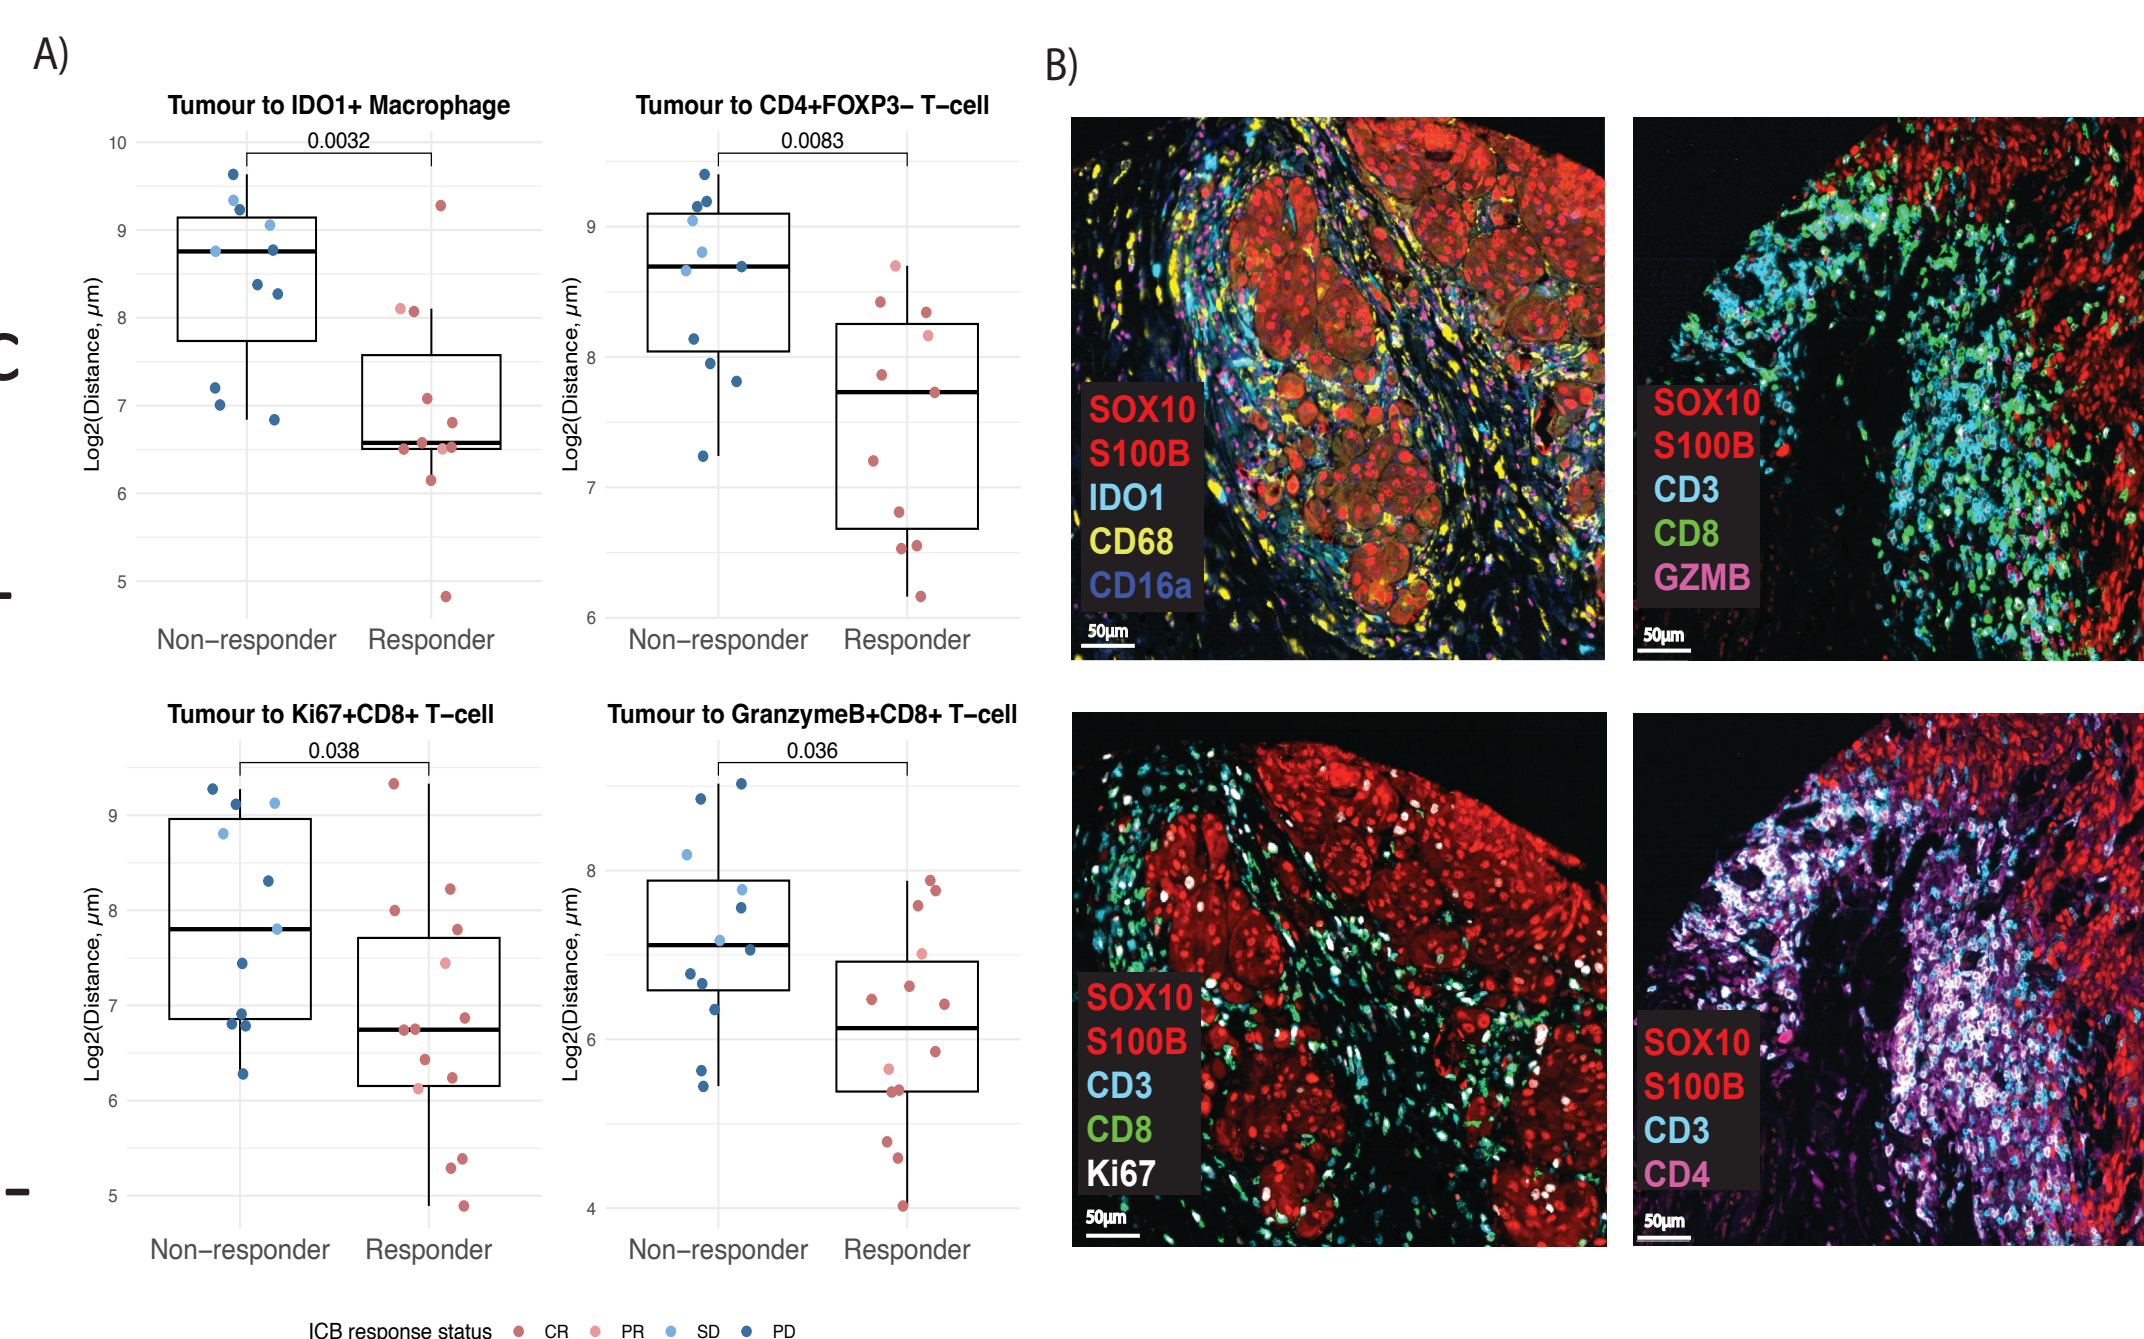 A)
B)
C
Tumour to IDO1+ Macrophage
0.0032
10
9
8
7
6
5
Log2(Distance, µm)
Non−responder Responder
Tumour to CD4+FOXP3− T−cell
0.0083
9
8
7
6
Log2(Distance, µm)
Non−responder Responder
SOX10
S100B
IDO1
CD68
CD16a
50µm
SOX10
S100B
CD3
CD8
GZMB
50µm
Tumour to Ki67+CD8+ T−cell
0.038
9
8
7
6
5
Log2(Distance, µm)
Non−responder Responder
Tumour to GranzymeB+CD8+ T−cell
0.036
8
6
4
Log2(Distance, µm)
Non−responder Responder
SOX10
S100B
CD3
CD8
Ki67
50µm
SOX10
S100B
CD3
CD4
50µm
ICB response status CR PR SD PD